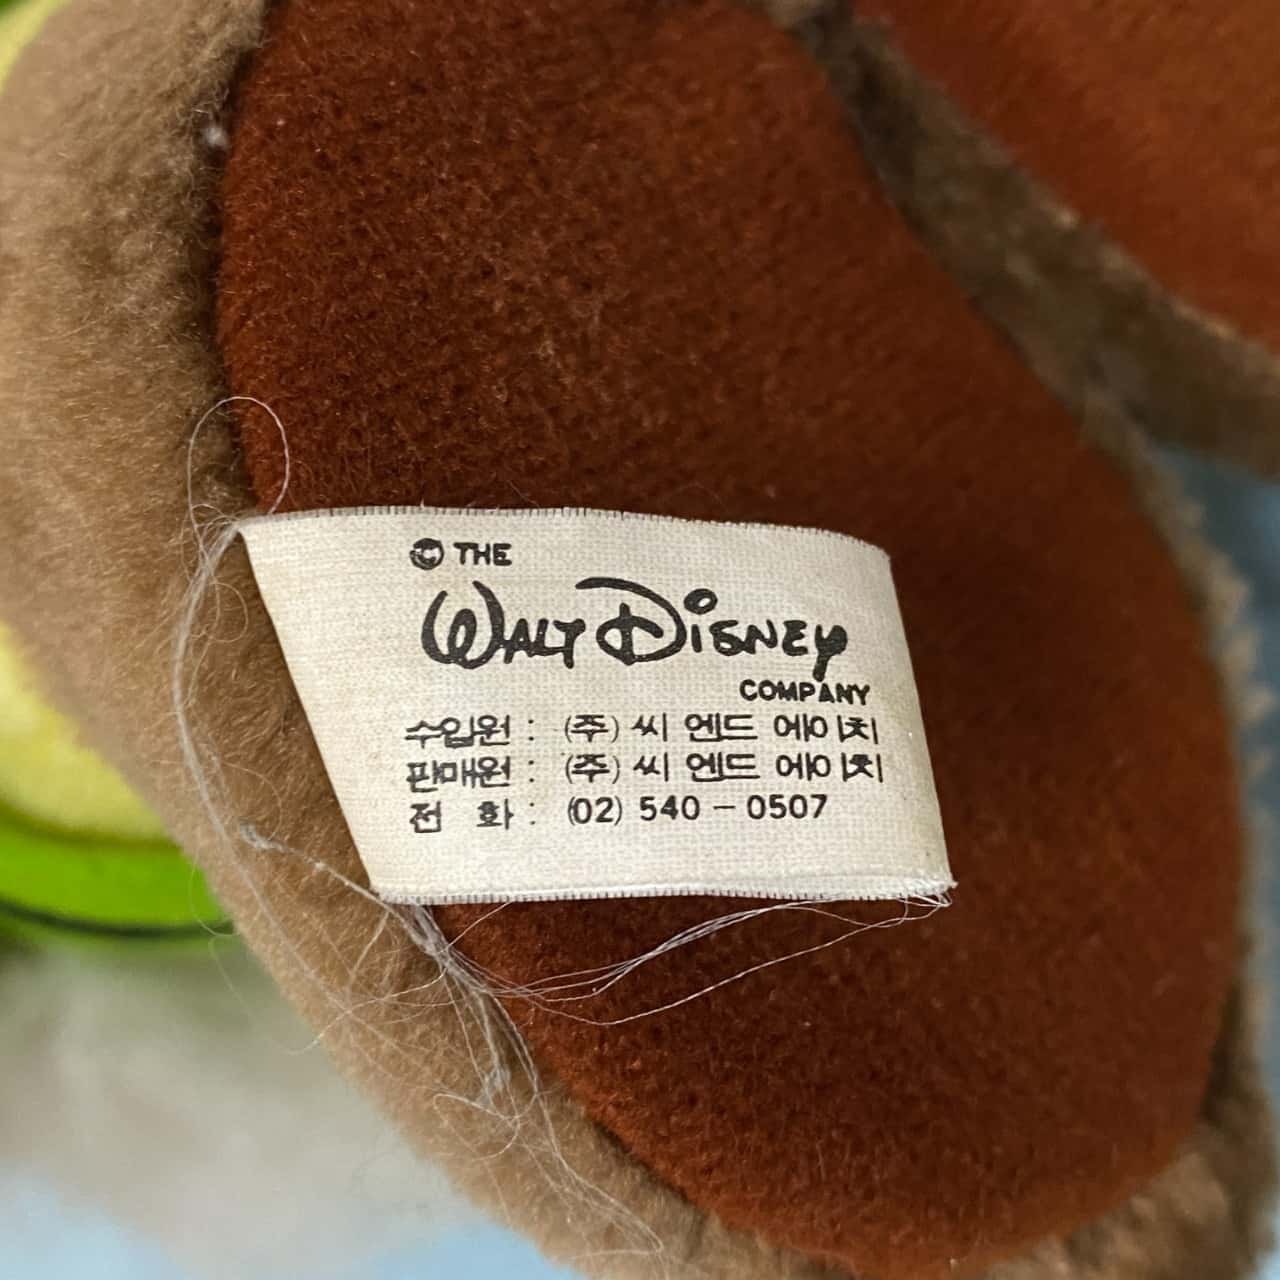 © THE
WALT DISNEY
COMPANY
수입원 : (주) 씨 엔드 에이치
판매원 : (주) 씨 엔드 에이치
전 화 : (02) 540-0507